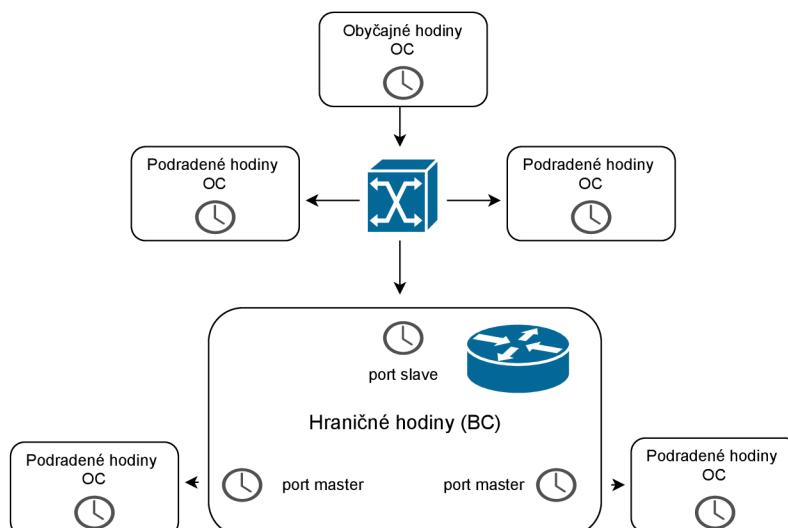 Obyčajné hodiny
OC
Podradené hodiny
OC
Podradené hodiny
OC
port slave
Hraničné hodiny (BC)
Podradené hodiny
OC
port master
port master
Podradené hodiny
OC